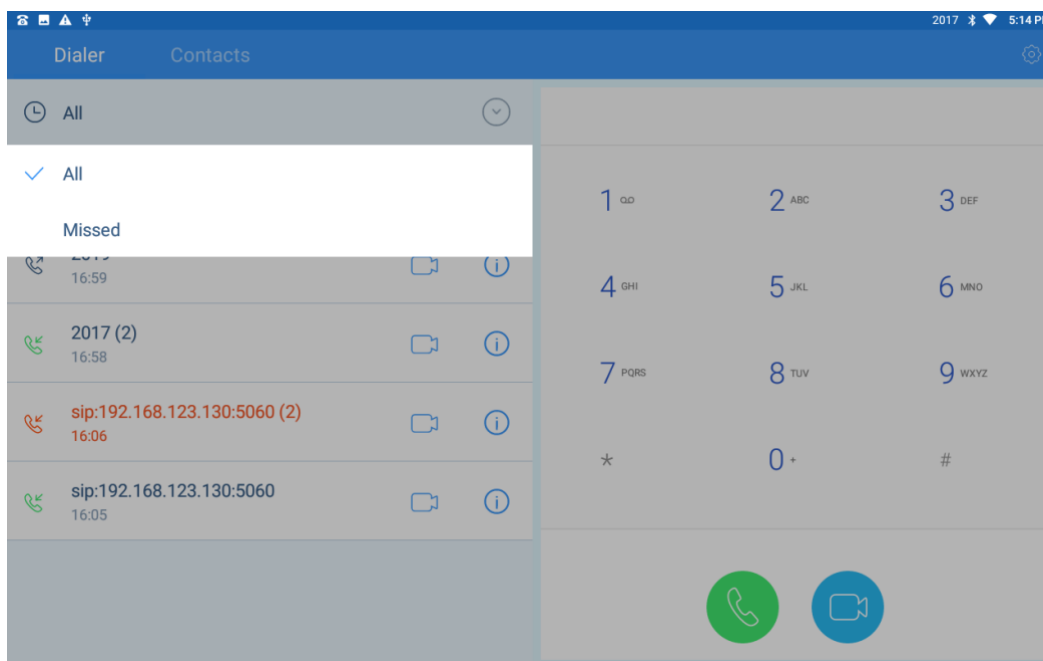 2017 5:14 P
Dialer Contacts
All
All
Missed
2019
16:59
2017 (2)
16:58
sip:192.168.123.130:5060 (2)
16:06
sip:192.168.123.130:5060
16:05
1
2 ABC
3 DEF
4 GHI
5 JKL
6 MNO
7 PQRS
8 TUV
9 WXYZ
*
0 +
#